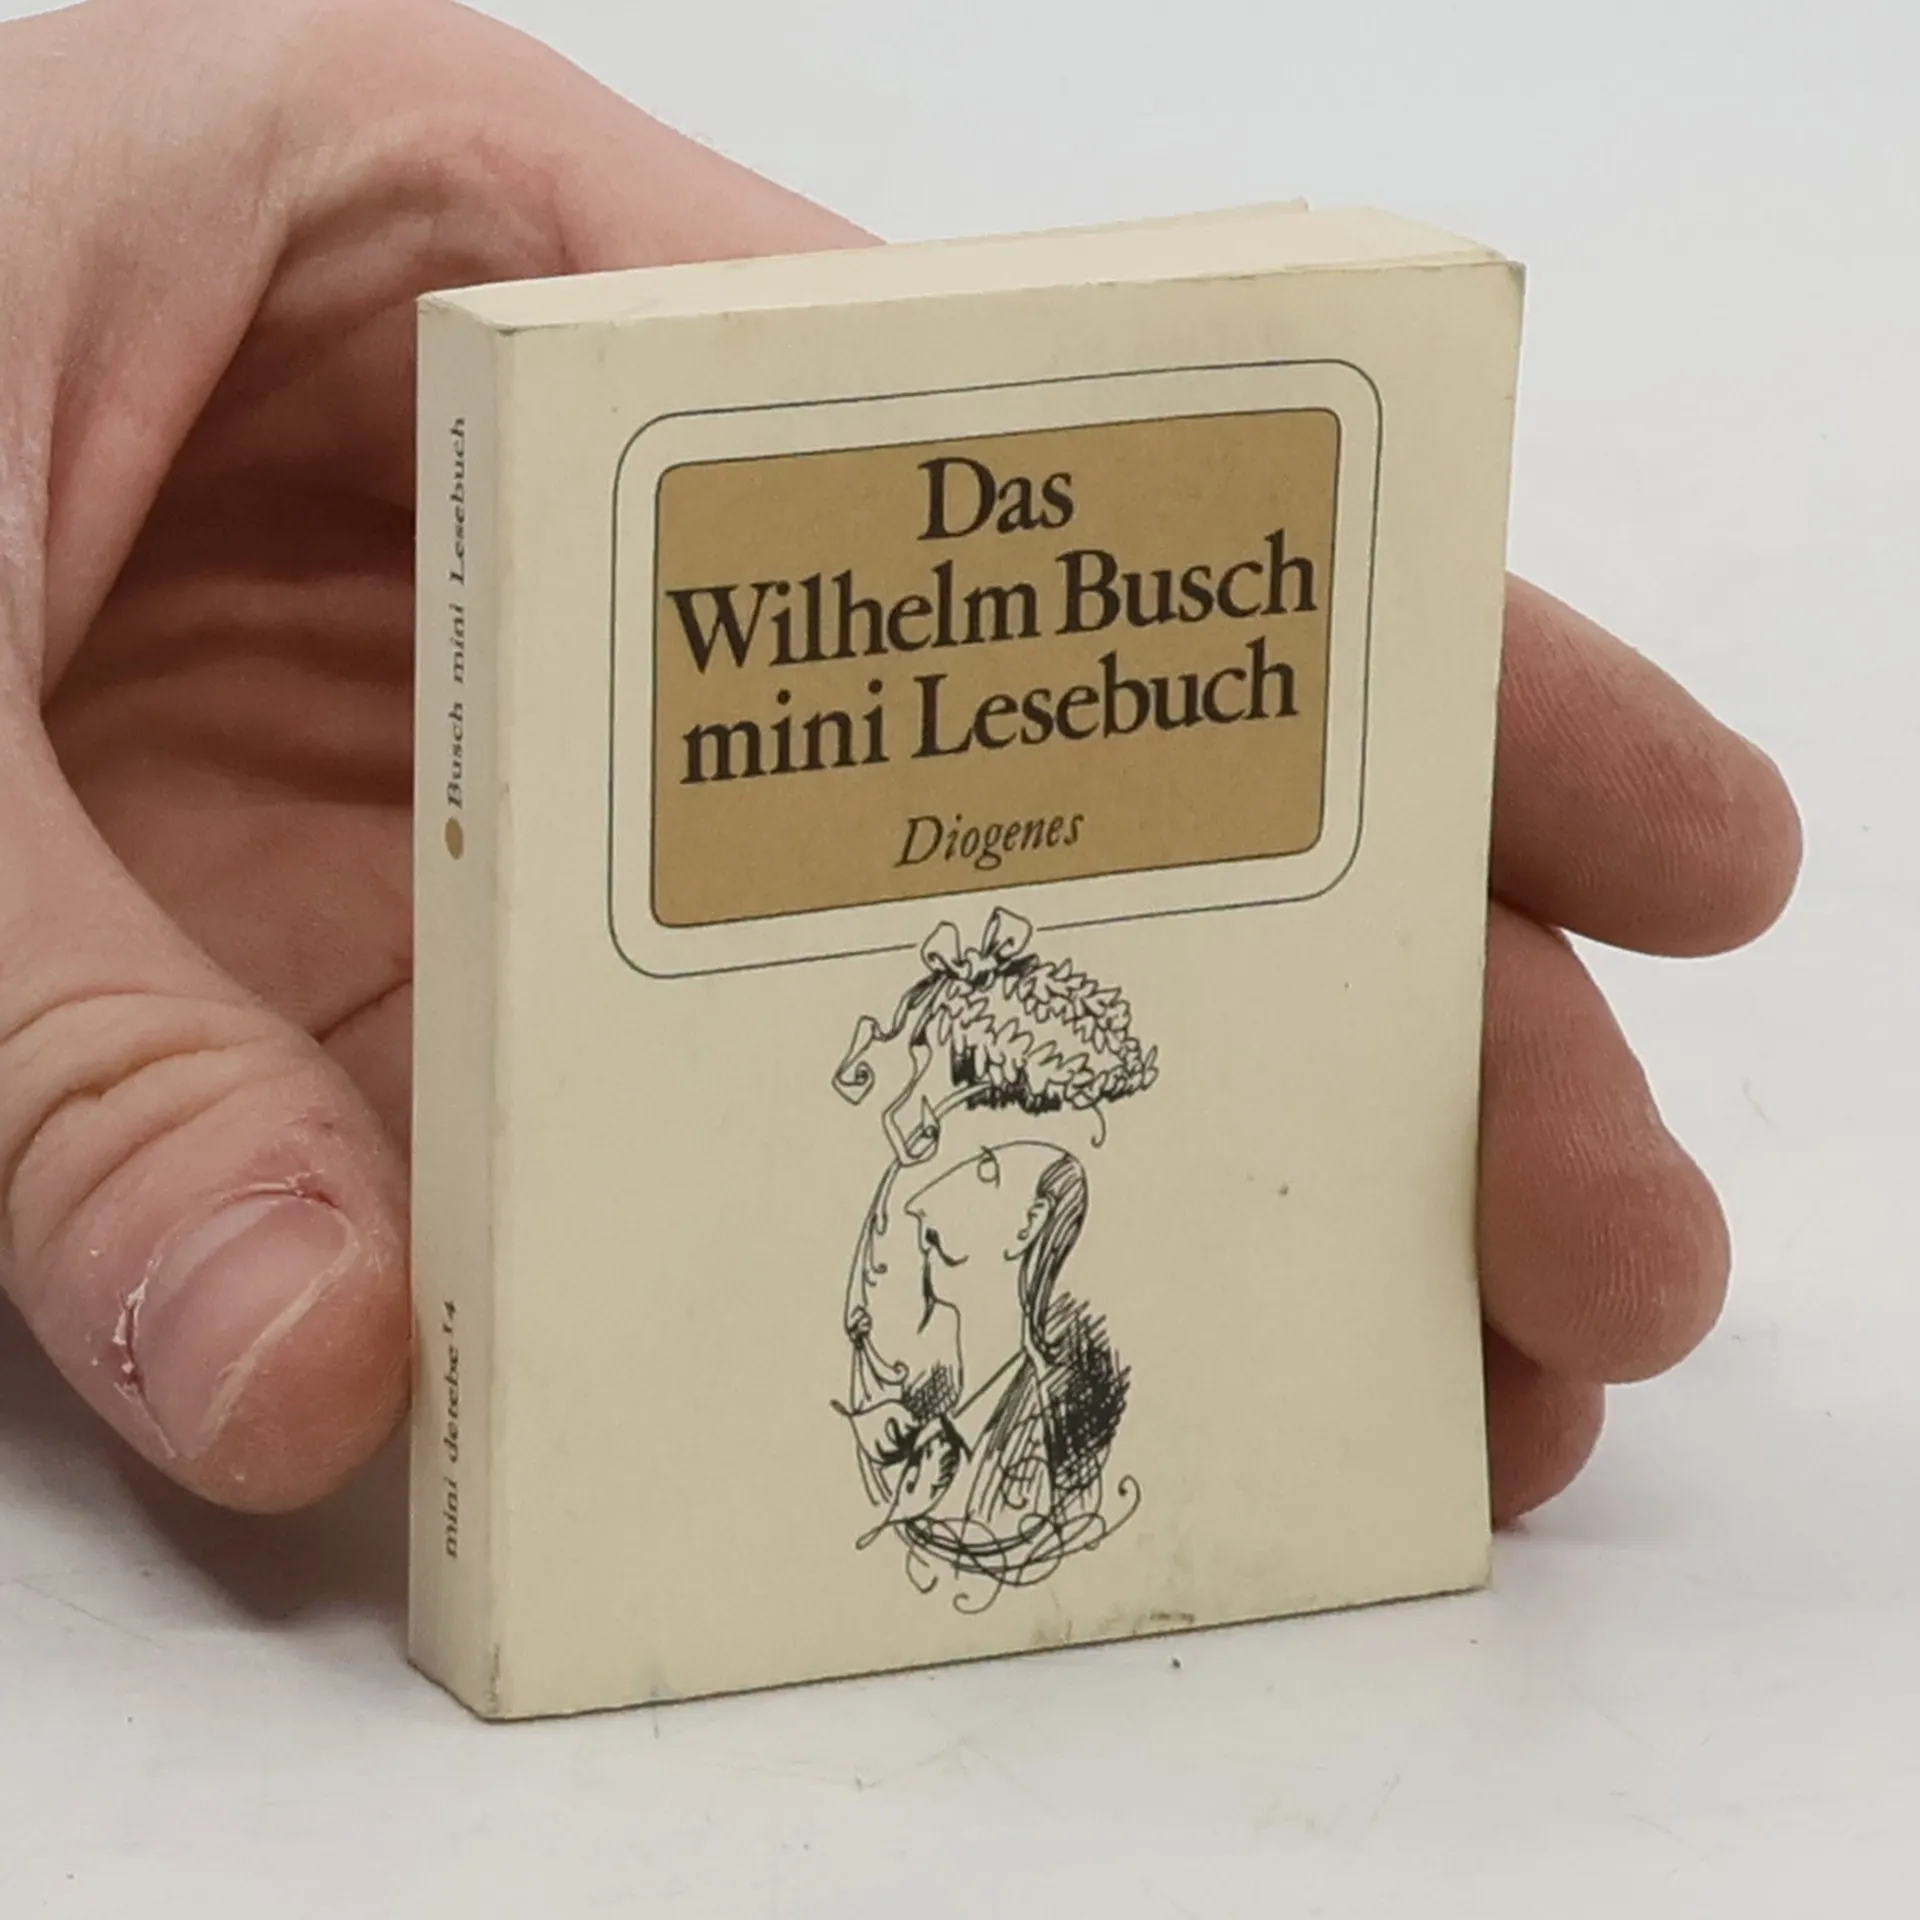 Das
Wilhelm Busch
mini Lesebuch
Diogenes
Busch mini Lesebuch
mini detebe 14